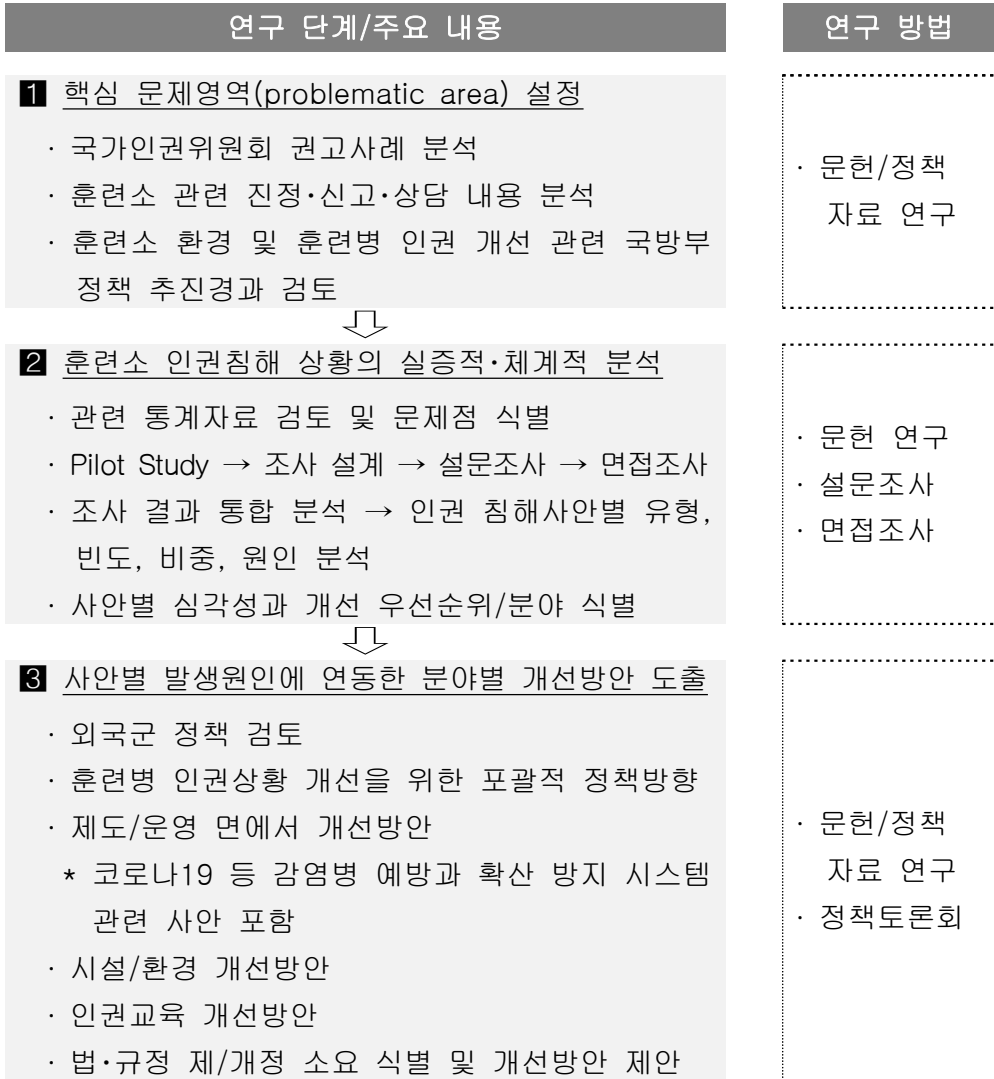 연구 단계/주요 내용
연구 방법
1 핵심 문제영역(problematic area) 설정
· 국가인권위원회 권고사례 분석
· 훈련소 관련 진정·신고·상담 내용 분석
· 훈련소 환경 및 훈련병 인권 개선 관련 국방부
정책 추진경과 검토
· 문헌/정책
자료 연구
2 훈련소 인권침해 상황의 실증적·체계적 분석
· 관련 통계자료 검토 및 문제점 식별
· Pilot Study → 조사 설계 → 설문조사 → 면접조사
· 조사 결과 통합 분석 → 인권 침해사안별 유형,
빈도, 비중, 원인 분석
· 사안별 심각성과 개선 우선순위/분야 식별
· 문헌 연구
· 설문조사
· 면접조사
3 사안별 발생원인에 연동한 분야별 개선방안 도출
· 외국군 정책 검토
· 훈련병 인권상황 개선을 위한 포괄적 정책방향
· 제도/운영 면에서 개선방안
* 코로나19 등 감염병 예방과 확산 방지 시스템
관련 사안 포함
· 시설/환경 개선방안
· 인권교육 개선방안
· 법·규정 제/개정 소요 식별 및 개선방안 제안
· 문헌/정책
자료 연구
· 정책토론회